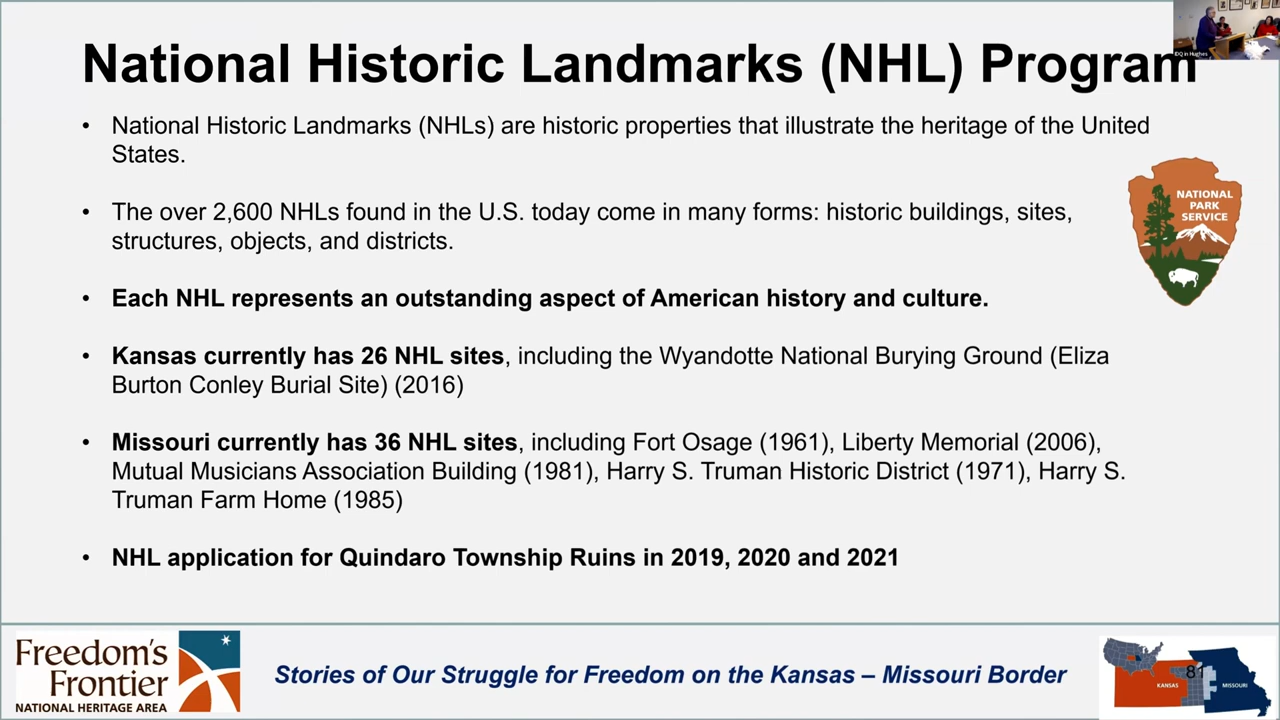 National Historic Landmarks (NHL) Program
• National Historic Landmarks (NHLs) are historic properties that illustrate the heritage of the United
States.
• The over 2,600 NHLs found in the U.S. today come in many forms: historic buildings, sites,
structures, objects, and districts.
• Each NHL represents an outstanding aspect of American history and culture.
• Kansas currently has 26 NHL sites, including the Wyandotte National Burying Ground (Eliza
Burton Conley Burial Site) (2016)
• Missouri currently has 36 NHL sites, including Fort Osage (1961), Liberty Memorial (2006),
Mutual Musicians Association Building (1981), Harry S. Truman Historic District (1971), Harry S.
Truman Farm Home (1985)
• NHL application for Quindaro Township Ruins in 2019, 2020 and 2021
NATIONAL
PARK
SERVICE
Freedom's
Frontier
NATIONAL HERITAGE AREA
Stories of Our Struggle for Freedom on the Kansas – Missouri Border
81
KANSAS
MISSOURI